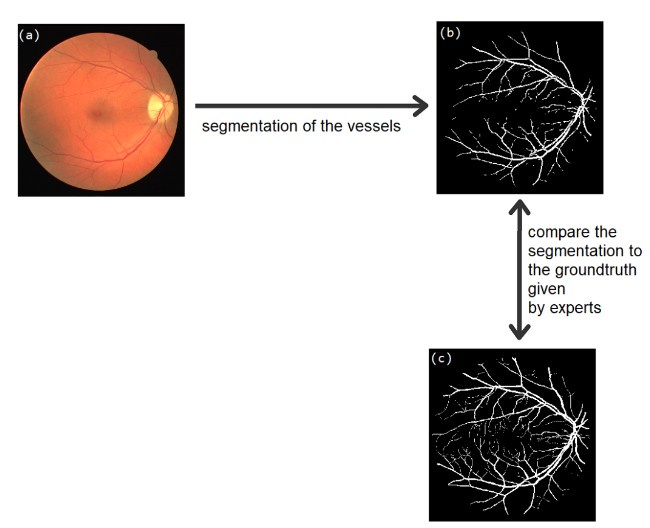 (a)
(b)
segmentation of the vessels
compare the
segmentation to
the groundtruth
given
by experts
(c)